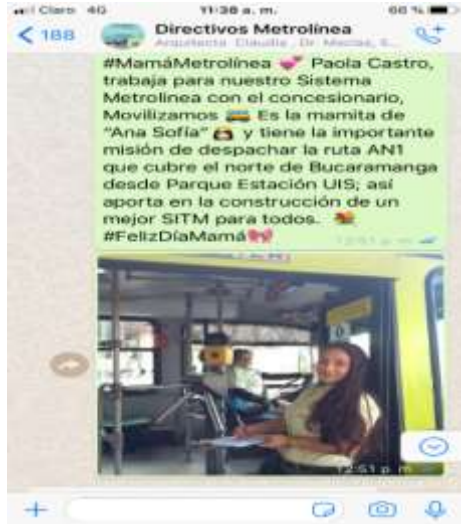 Claro 4G 11:38 a. m. 66 %
188 Directivos Metrolínea
Arquitecta Claudia, Dr. Macias,
#MamáMetrolínea 💞 Paola Castro,
trabaja para nuestro Sistema
Metrolinea con el concesionario,
Movilizamos 🚌 Es la mamita de
"Ana Sofía" 👩 y tiene la importante
misión de despachar la ruta AN1
que cubre el norte de Bucaramanga
desde Parque Estación UIS; así
aporta en la construcción de un
mejor SITM para todos. 💐
#FelizDíaMamá 🎀
12:51 p. m.
12:51 p. m.